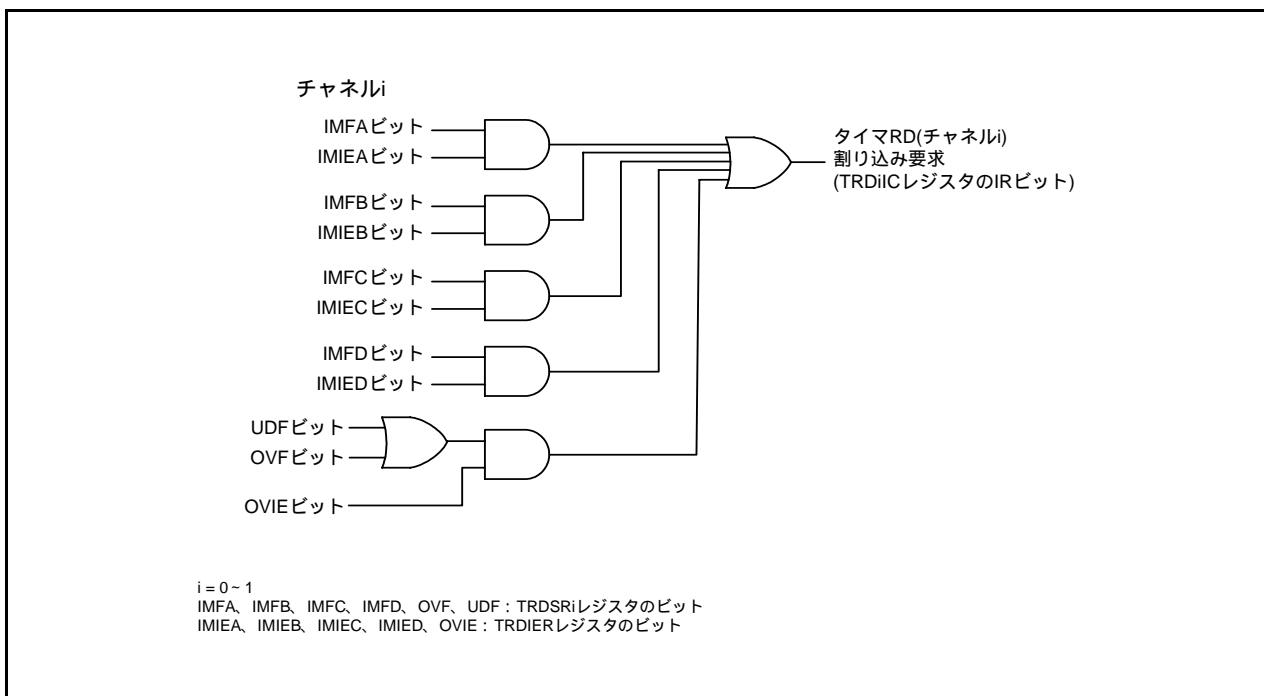 チャネルi
IMFAビット
IMIEAビット
IMFBビット
IMIEBビット
IMFCビット
IMIECビット
IMFDビット
IMIEDビット
UDFビット
OVFビット
OVIEビット
タイマRD(チャネルi)
割り込み要求
(TRDiICレジスタのIRビット)
i = 0~1
IMFA、IMFB、IMFC、IMFD、OVF、UDF:TRDSRiレジスタのビット
IMIEA、IMIEB、IMIEC、IMIED、OVIE:TRDIERレジスタのビット